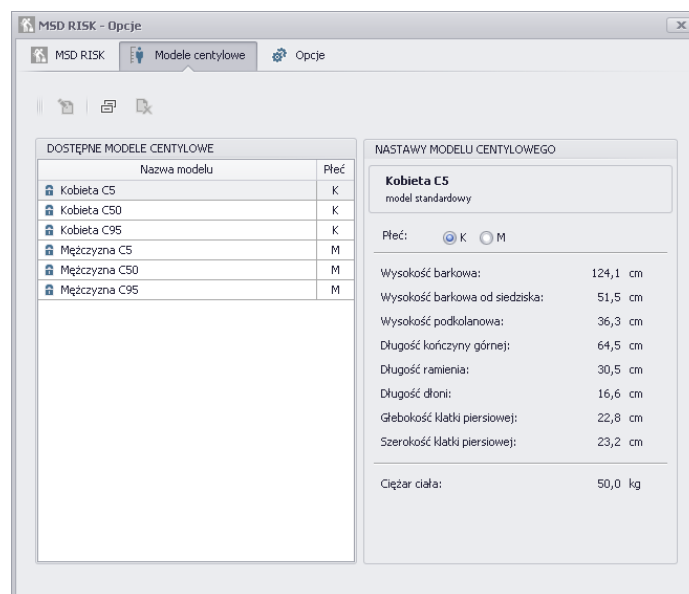 MSD RISK - Opcje
MSD RISK Modele centylowe Opcje
DOSTĘPNE MODELE CENTYLOWE
Nazwa modelu Płeć
Kobieta C5 K
Kobieta C50 K
Kobieta C95 K
Mężczyzna C5 M
Mężczyzna C50 M
Mężczyzna C95 M
NASTAWY MODELU CENTYLOWEGO
Kobieta C5
model standardowy
Płeć: K M
Wysokość barkowa: 124,1 cm
Wysokość barkowa od siedziska: 51,5 cm
Wysokość podkolanowa: 36,3 cm
Długość kończyny górnej: 64,5 cm
Długość ramienia: 30,5 cm
Długość dłoni: 16,6 cm
Głebokość klatki piersiowej: 22,8 cm
Szerokość klatki piersiowej: 23,2 cm
Ciężar ciała: 50,0 kg